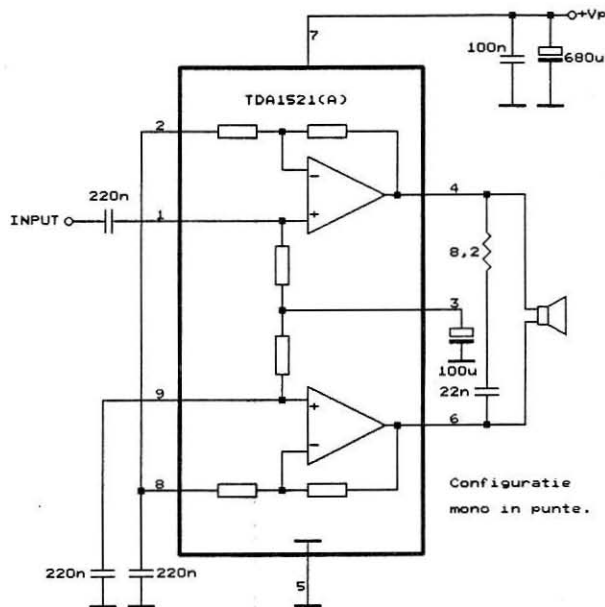 7
+Vp
100n
680u
TDA1521(A)
2
220n
INPUT
1
4
8,2
3
100u
22n
9
6
8
Configuratie
mono in punte.
220n
220n
5